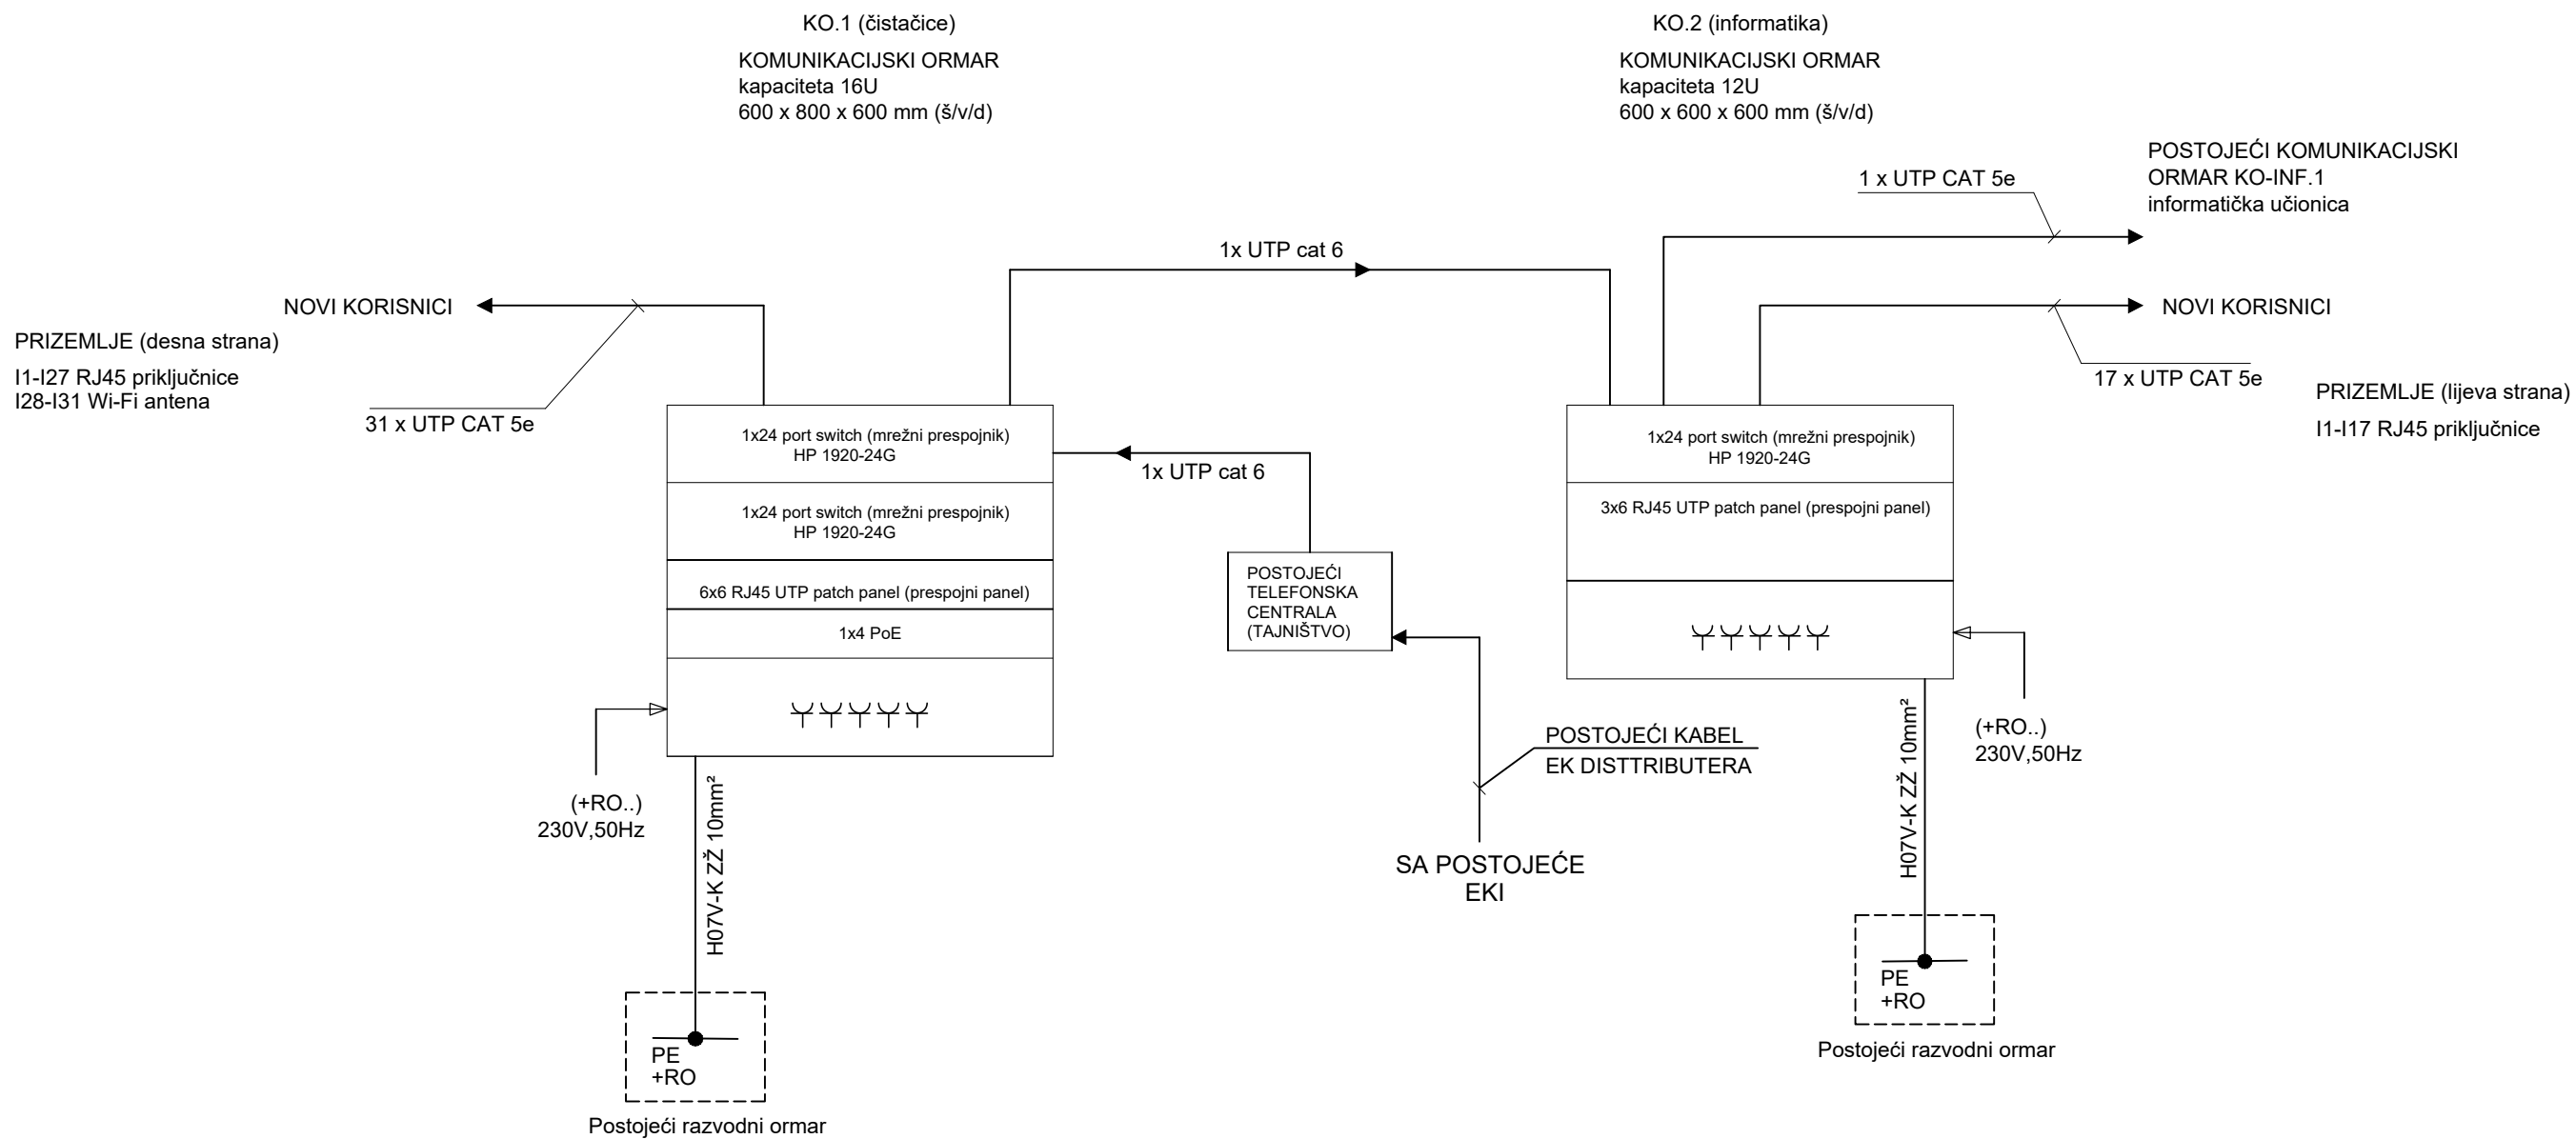 KO.1 (čistačice)
KOMUNIKACIJSKI ORMAR
kapaciteta 16U
600 x 800 x 600 mm (š/v/d)
KO.2 (informatika)
KOMUNIKACIJSKI ORMAR
kapaciteta 12U
600 x 600 x 600 mm (š/v/d)
POSTOJEĆI KOMUNIKACIJSKI
ORMAR KO-INF.1
informatička učionica
1 x UTP CAT 5e
1x UTP cat 6
NOVI KORISNICI
PRIZEMLJE (desna strana)
I1-I27 RJ45 priključnice
I28-I31 Wi-Fi antena
31 x UTP CAT 5e
NOVI KORISNICI
17 x UTP CAT 5e
PRIZEMLJE (lijeva strana)
I1-I17 RJ45 priključnice
1x24 port switch (mrežni prespojnik)
HP 1920-24G
1x24 port switch (mrežni prespojnik)
HP 1920-24G
6x6 RJ45 UTP patch panel (prespojni panel)
1x4 PoE
1x UTP cat 6
POSTOJEĆI
TELEFONSKA
CENTRALA
(TAJNIŠTVO)
1x24 port switch (mrežni prespojnik)
HP 1920-24G
3x6 RJ45 UTP patch panel (prespojni panel)
(+RO..)
230V,50Hz
H07V-K ZŽ 10mm²
POSTOJEĆI KABEL
EK DISTTRIBUTERA
SA POSTOJEĆE
EKI
H07V-K ZŽ 10mm²
(+RO..)
230V,50Hz
PE
+RO
Postojeći razvodni ormar
PE
+RO
Postojeći razvodni ormar